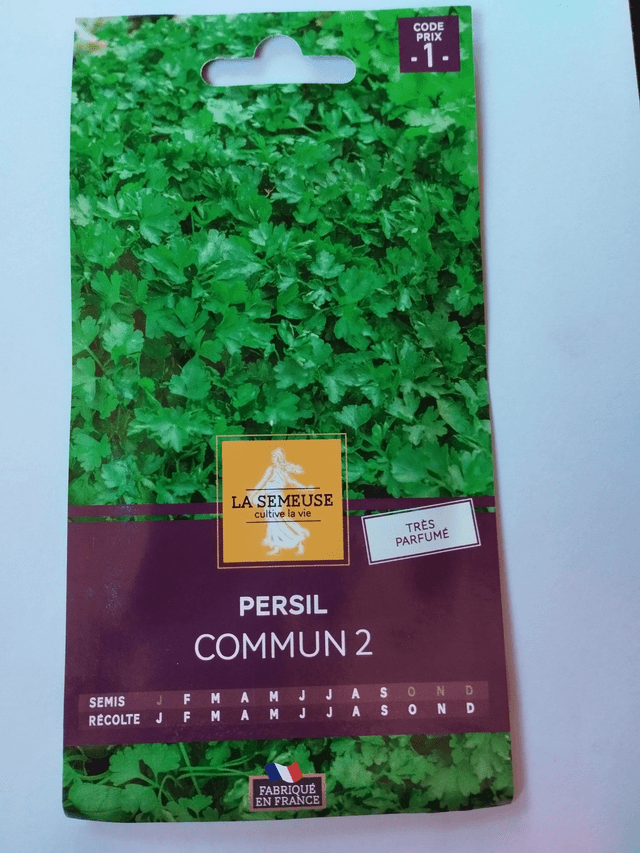 CODE
PRIX
- 1 -
LA SEMEUSE
cultive la vie
TRÈS
PARFUMÉ
PERSIL
COMMUN 2
SEMIS J F M A M J J A S O N D
RÉCOLTE J F M A M J J A S O N D
FABRIQUÉ
EN FRANCE